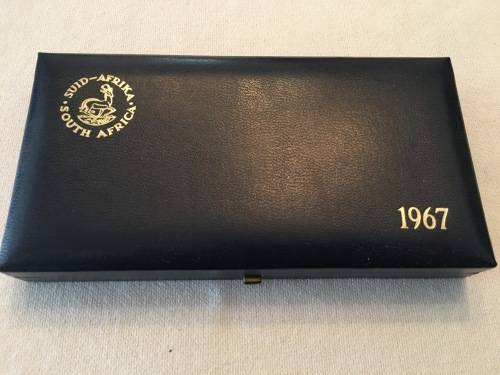 SUID-AFRIKA
· SOUTH AFRICA ·
1967